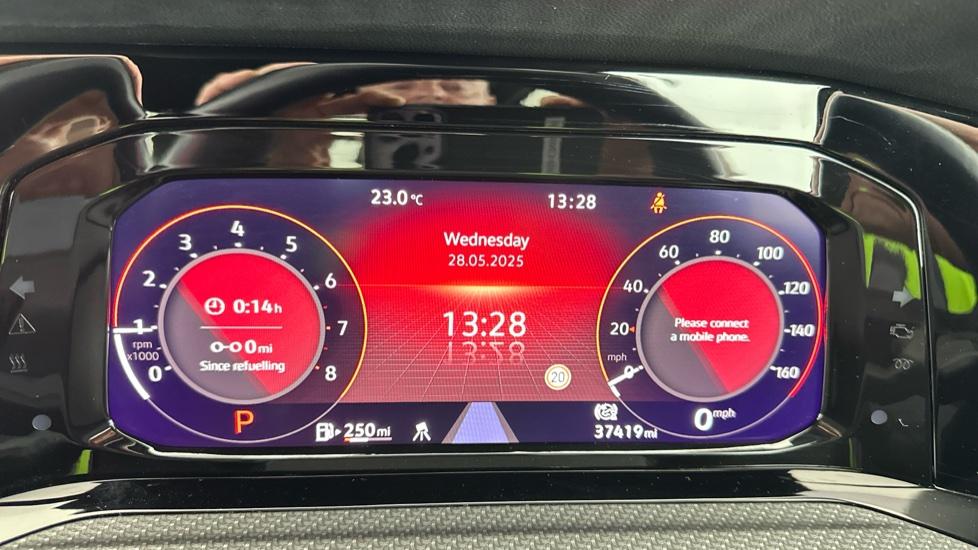 23.0 °C
13:28
Wednesday
28.05.2025
13:28
20
0 1 2 3 4 5 6 7 8
rpm
x1000
0:14h
0mi
Since refuelling
P
250mi
0 20 40 60 80 100 120 140 160
mph
Please connect
a mobile phone.
0mph
37419mi